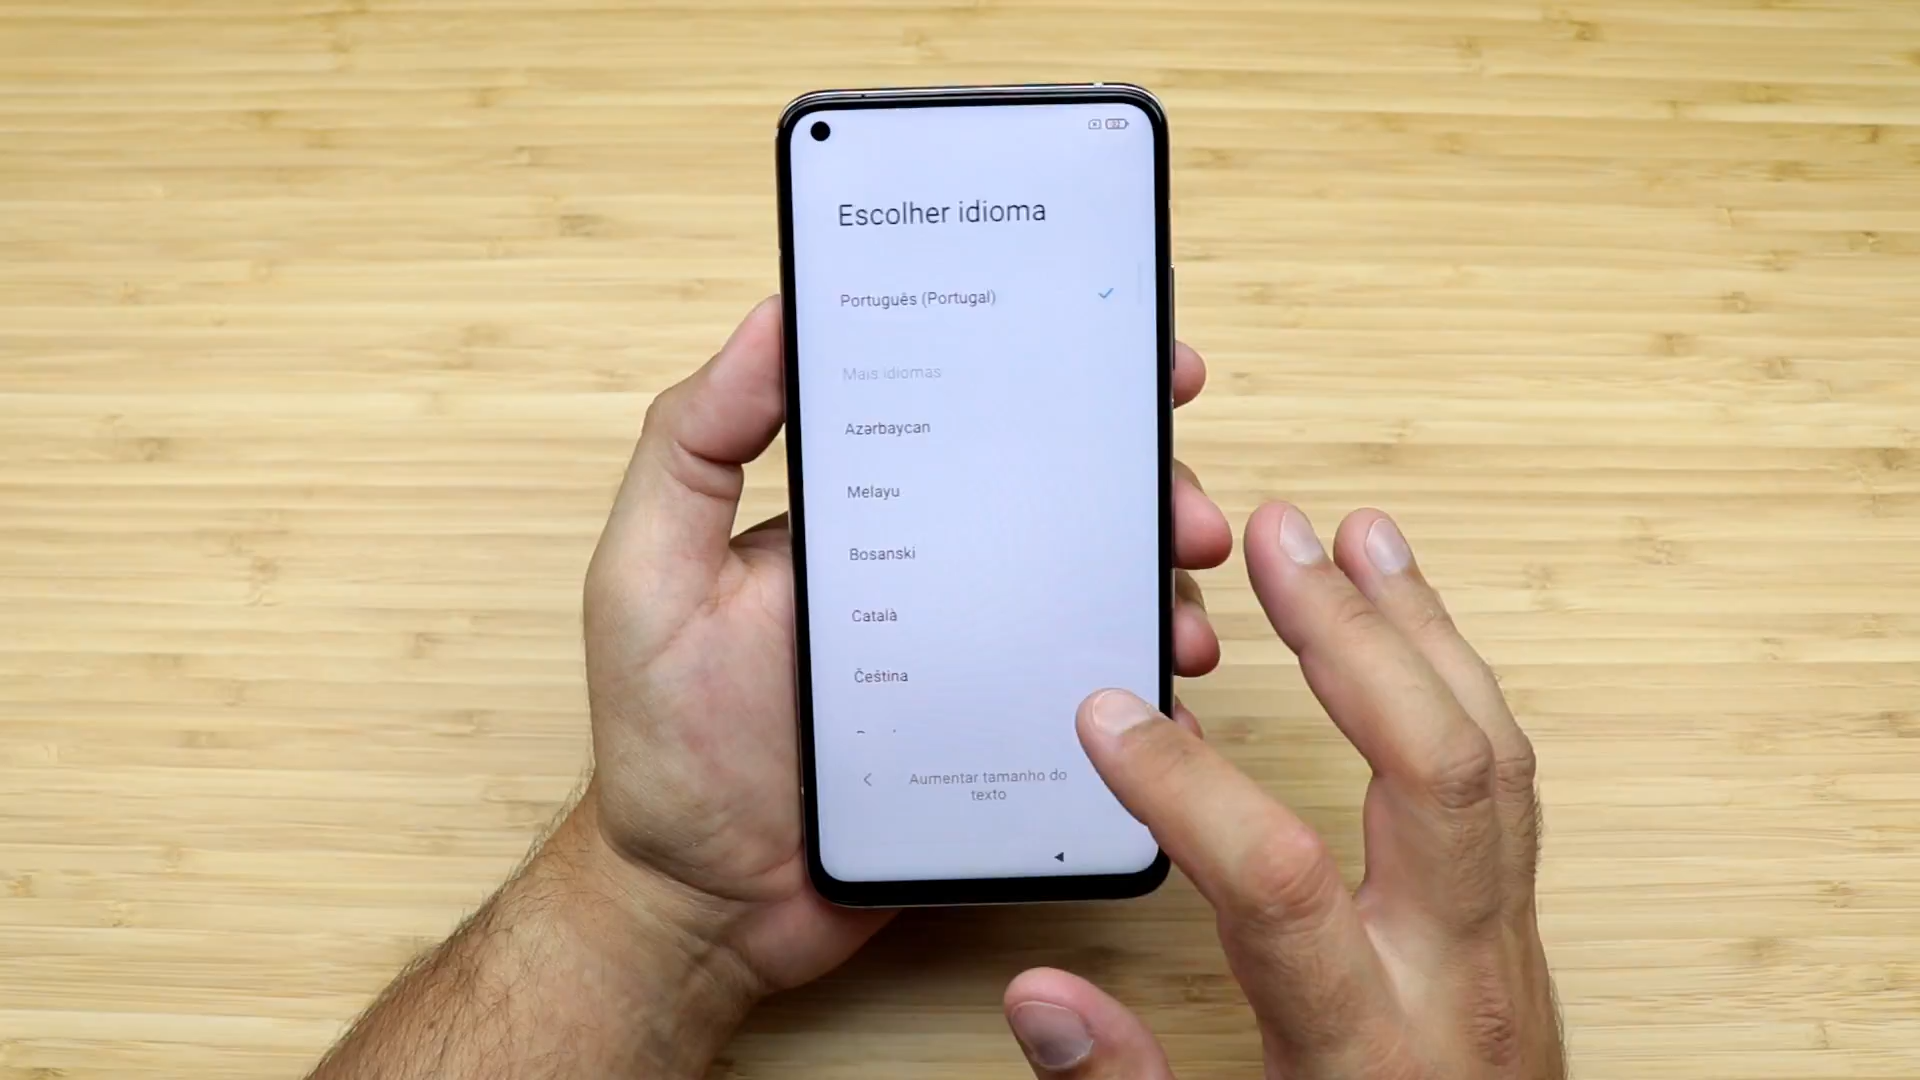 Escolher idioma
Português (Portugal)
Mais idiomas
Azərbaycan
Melayu
Bosanski
Català
Čeština
Aumentar tamanho do
texto